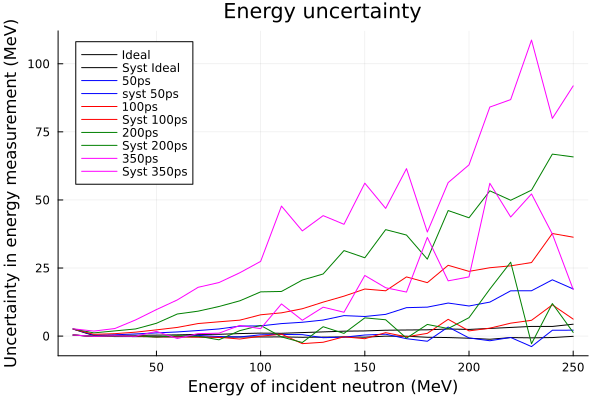 Energy uncertainty
Uncertainty in energy measurement (MeV)
100
75
50
25
0
Ideal
Syst Ideal
50ps
syst 50ps
100ps
Syst 100ps
200ps
Syst 200ps
350ps
Syst 350ps
50 100 150 200 250
Energy of incident neutron (MeV)